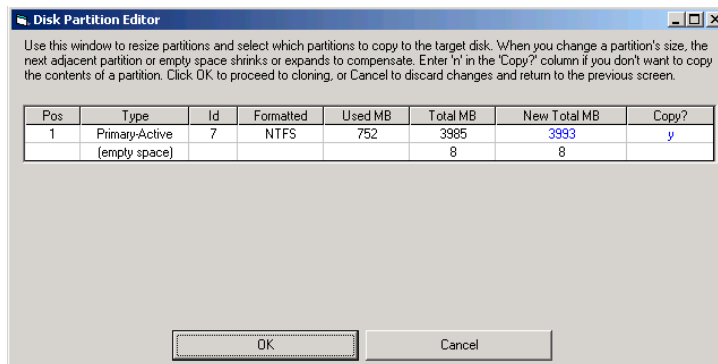 Disk Partition Editor
Use this window to resize partitions and select which partitions to copy to the target disk. When you change a partition's size, the
next adjacent partition or empty space shrinks or expands to compensate. Enter 'n' in the 'Copy?' column if you don't want to copy
the contents of a partition. Click OK to proceed to cloning, or Cancel to discard changes and return to the previous screen.
Pos Type Id Formatted Used MB Total MB New Total MB Copy?
1 Primary-Active 7 NTFS 752 3985 3993 y
(empty space) 8 8
OK Cancel